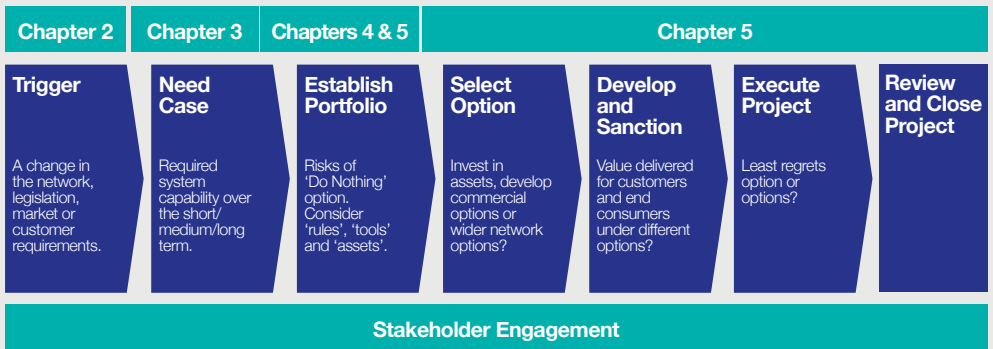 Chapter 2
Chapter 3
Chapters 4 & 5
Chapter 5
Trigger
A change in
the network,
legislation,
market or
customer
requirements.
Need
Case
Required
system
capability over
the short/
medium/long
term.
Establish
Portfolio
Risks of
‘Do Nothing’
option.
Consider
‘rules’, ‘tools’
and ‘assets’.
Select
Option
Invest in
assets, develop
commercial
options or
wider network
options?
Develop
and
Sanction
Value delivered
for customers
and end
consumers
under different
options?
Execute
Project
Least regrets
option or
options?
Review
and Close
Project
Stakeholder Engagement